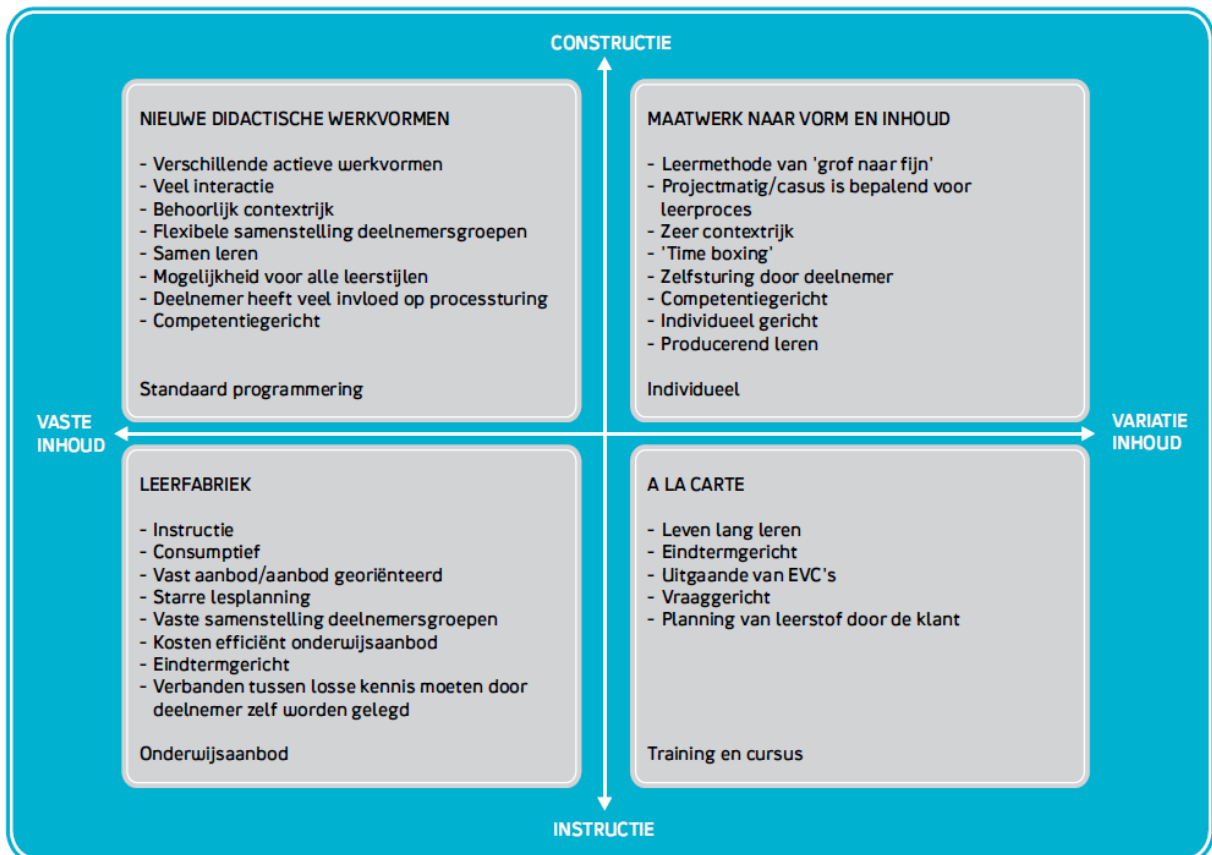 CONSTRUCTIE
NIEUWE DIDACTISCHE WERKVORMEN
- Verschillende actieve werkvormen
- Veel interactie
- Behoorlijk contextrijk
- Flexibele samenstelling deelnemersgroepen
- Samen leren
- Mogelijkheid voor alle leerstijlen
- Deelnemer heeft veel invloed op processturing
- Competentiegericht
Standaard programmering
MAATWERK NAAR VORM EN INHOUD
- Leermethode van 'grof naar fijn'
- Projectmatig/casus is bepalend voor
leerproces
- Zeer contextrijk
- 'Time boxing'
- Zelfsturing door deelnemer
- Competentiegericht
- Individueel gericht
- Producerend leren
Individueel
VASTE
INHOUD
VARIATIE
INHOUD
LEERFABRIEK
- Instructie
- Consumptief
- Vast aanbod/aanbod georiënteerd
- Starre lesplanning
- Vaste samenstelling deelnemersgroepen
- Kosten efficiënt onderwijsaanbod
- Eindtermgericht
- Verbanden tussen losse kennis moeten door
deelnemer zelf worden gelegd
Onderwijsaanbod
A LA CARTE
- Leven lang leren
- Eindtermgericht
- Uitgaande van EVC's
- Vraaggericht
- Planning van leerstof door de klant
Training en cursus
INSTRUCTIE